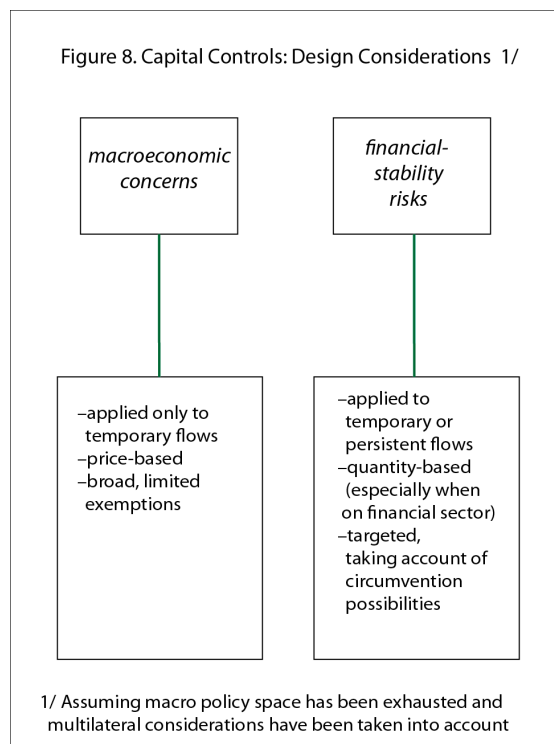 Figure 8. Capital Controls: Design Considerations 1/
macroeconomic
concerns
financial-
stability
risks
–applied only to
temporary flows
–price-based
–broad, limited
exemptions
–applied to
temporary or
persistent flows
–quantity-based
(especially when
on financial sector)
–targeted,
taking account of
circumvention
possibilities
1/ Assuming macro policy space has been exhausted and
multilateral considerations have been taken into account